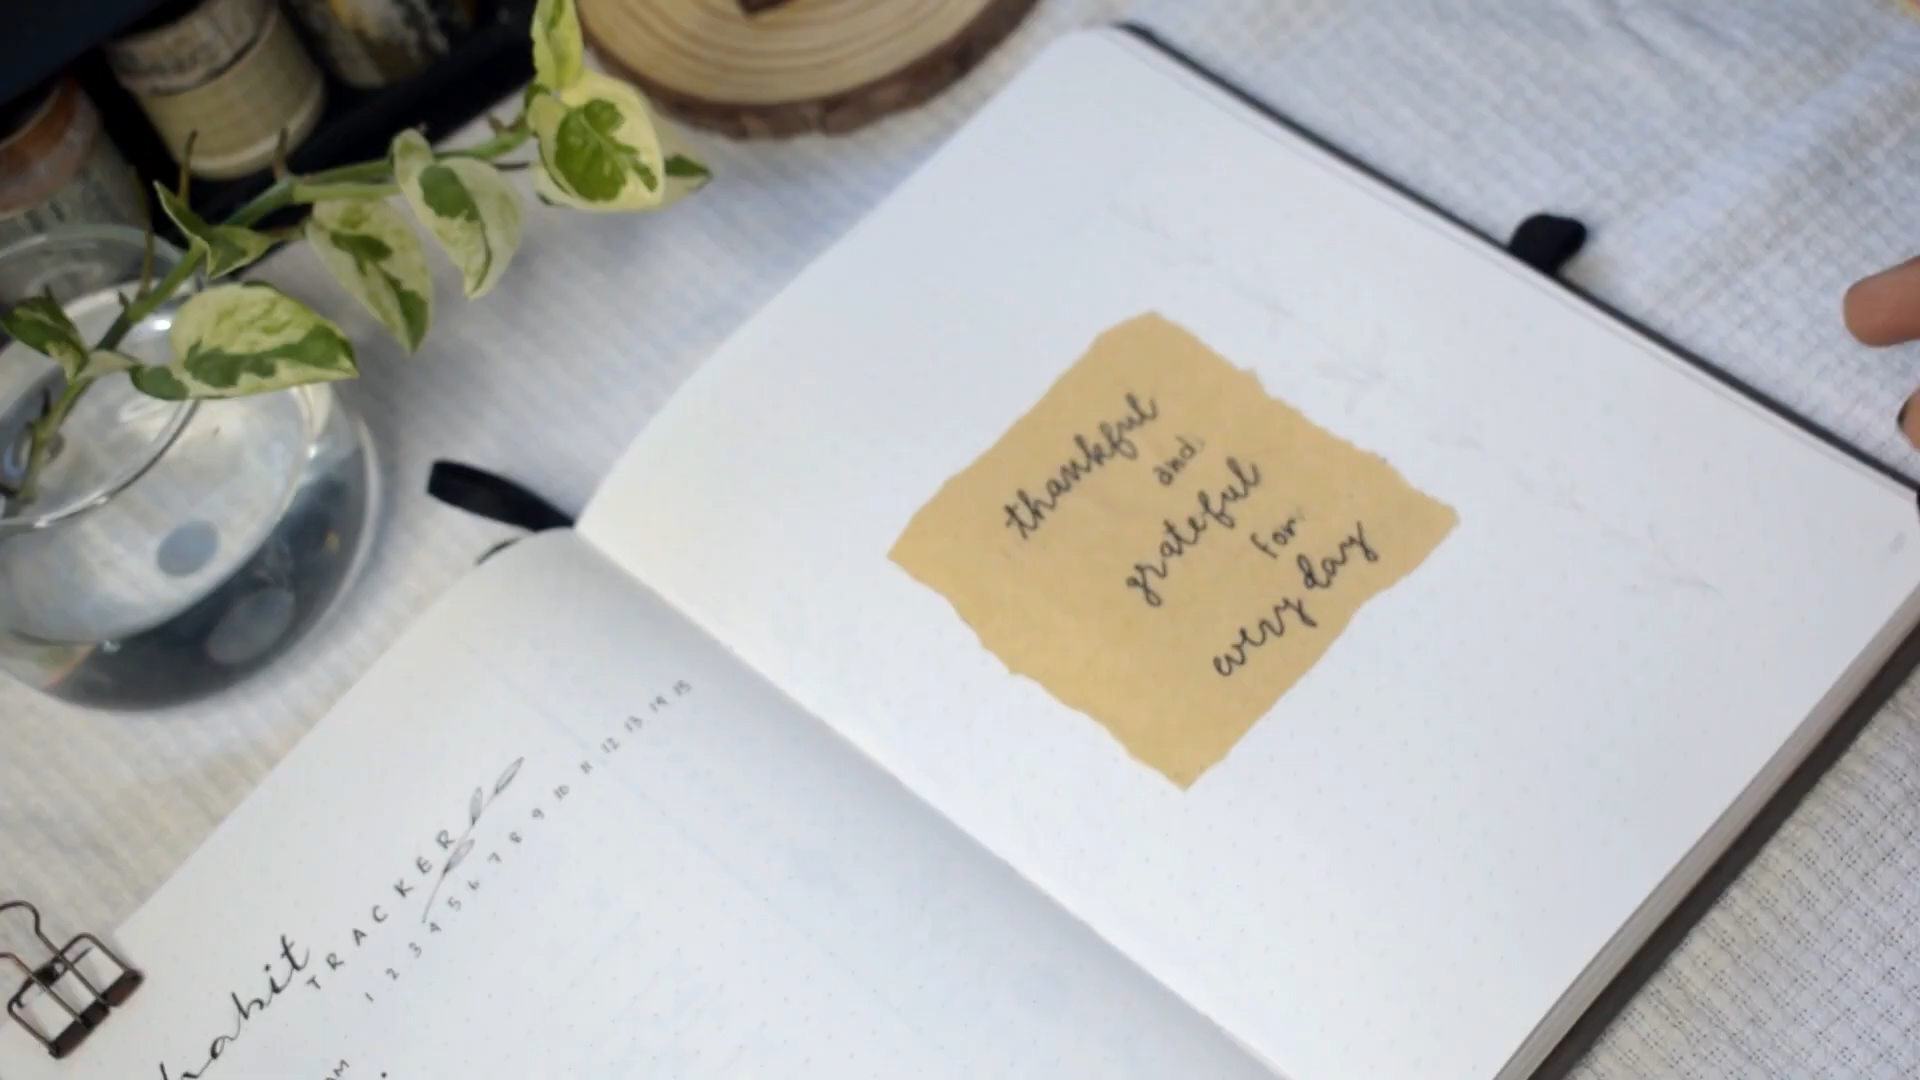 habit
TRACKER
1 2 3 4 5 6 7 8 9 10 11 12 13 14 15
AM
thankful
and
grateful
for
every day